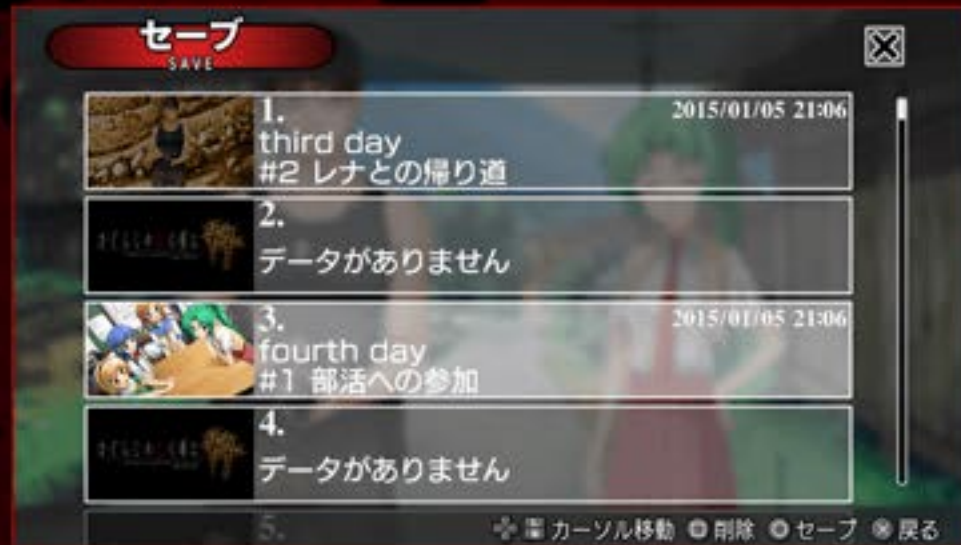 セーブ
SAVE
1.
2015/01/05 21:06
third day
#2 レナとの帰り道
2.
データがありません
3.
2015/01/05 21:06
fourth day
#1 部活への参加
4.
データがありません
5.
カーソル移動 削除 セーブ 戻る